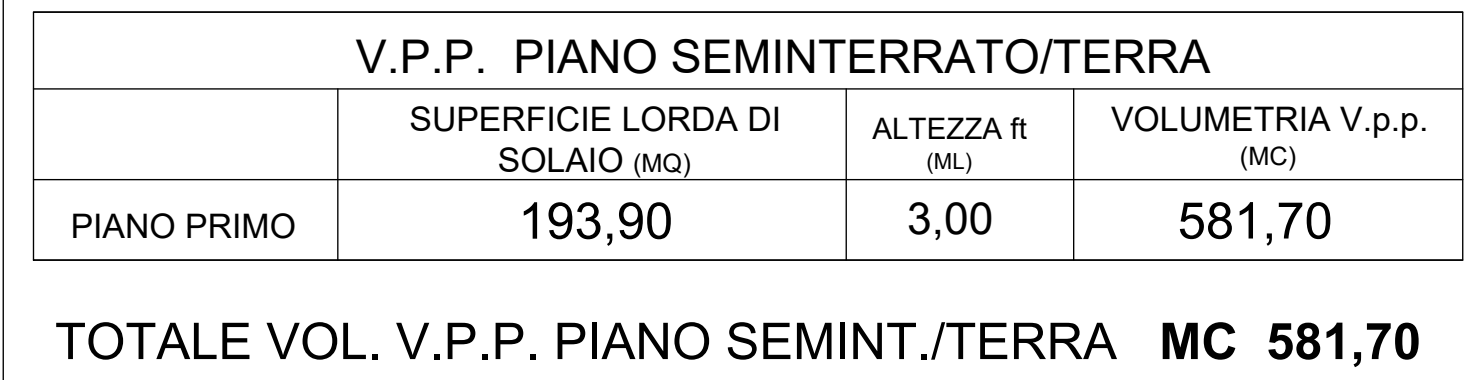 V.P.P. PIANO SEMINTERRATO/TERRA
SUPERFICIE LORDA DI
SOLAIO (MQ)
ALTEZZA ft
(ML)
VOLUMETRIA V.p.p.
(MC)
PIANO PRIMO 193,90 3,00 581,70
TOTALE VOL. V.P.P. PIANO SEMINT./TERRA MC 581,70